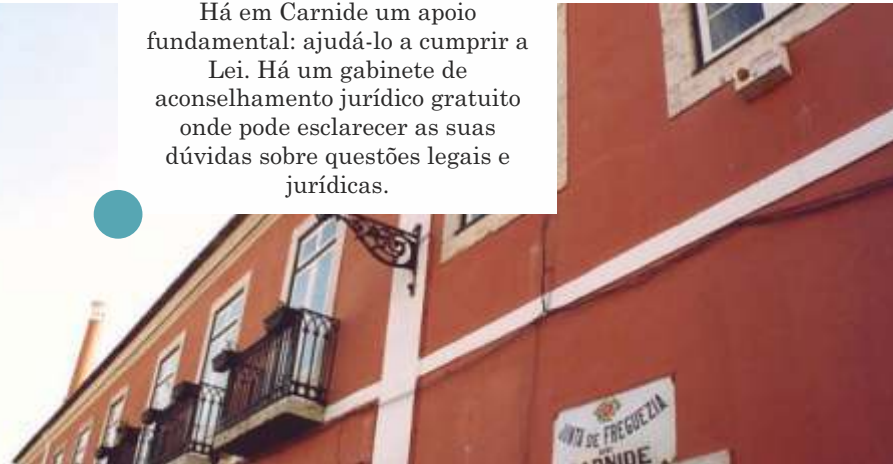 Há em Carnide um apoio
fundamental: ajudá-lo a cumprir a
Lei. Há um gabinete de
aconselhamento jurídico gratuito
onde pode esclarecer as suas
dúvidas sobre questões legais e
jurídicas.
JUNTA DE FREGUEZIA